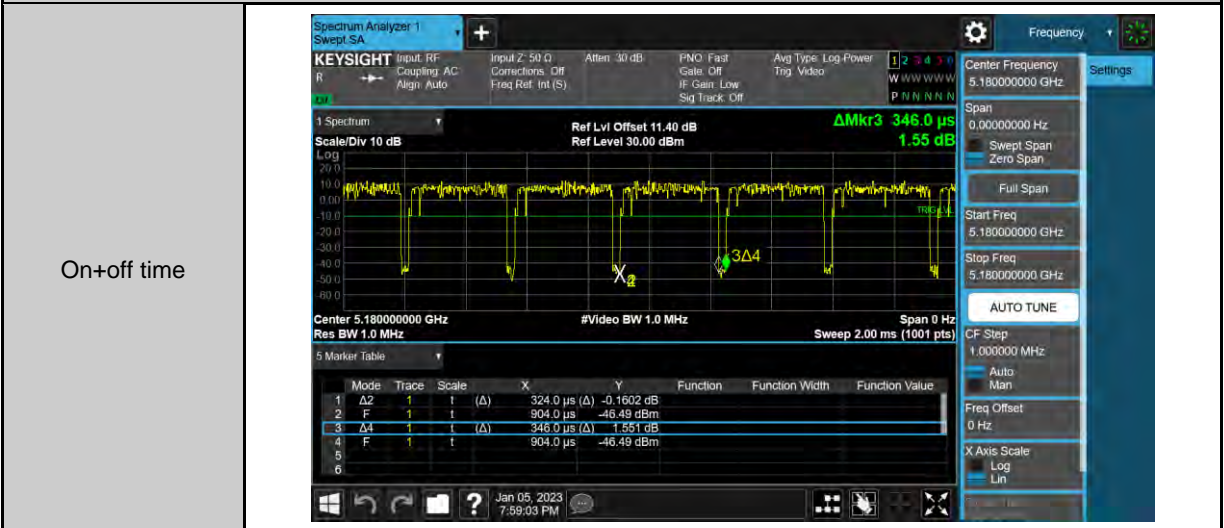 On+off time
Spectrum Analyzer 1
Swept SA
+
Frequency
KEYSIGHT Input: RF Input Z: 50 Ω Atten: 30 dB PNO: Fast Avg Type: Log-Power 1 2 3 4 5 6
R Coupling: AC Corrections: Off Gate: Off Trig: Video W W W W W W
Align: Auto Freq Ref: Int (S) IF Gain: Low
Sig Track: Off P N N N N N
Settings
1 Spectrum
Scale/Div 10 dB
Ref Lvl Offset 11.40 dB
Ref Level 30.00 dBm
ΔMkr3 346.0 µs
1.55 dB
Log
20.0
10.0
0.00
-10.0
-20.0
-30.0
-40.0
-50.0
-60.0
TRIG LVL
3Δ4
Center 5.180000000 GHz #Video BW 1.0 MHz Span 0 Hz
Res BW 1.0 MHz Sweep 2.00 ms (1001 pts)
5 Marker Table
Mode Trace Scale X Y Function Function Width Function Value
1 Δ2 1 t (Δ) 324.0 µs (Δ) -0.1602 dB
2 F 1 t 904.0 µs -46.49 dBm
3 Δ4 1 t (Δ) 346.0 µs (Δ) 1.551 dB
4 F 1 t 904.0 µs -46.49 dBm
5
6
Center Frequency
5.180000000 GHz
Span
0.00000000 Hz
Swept Span
Zero Span
Full Span
Start Freq
5.180000000 GHz
Stop Freq
5.180000000 GHz
AUTO TUNE
CF Step
1.000000 MHz
Auto
Man
Freq Offset
0 Hz
X Axis Scale
Log
Lin
?
Jan 05, 2023
7:59:03 PM